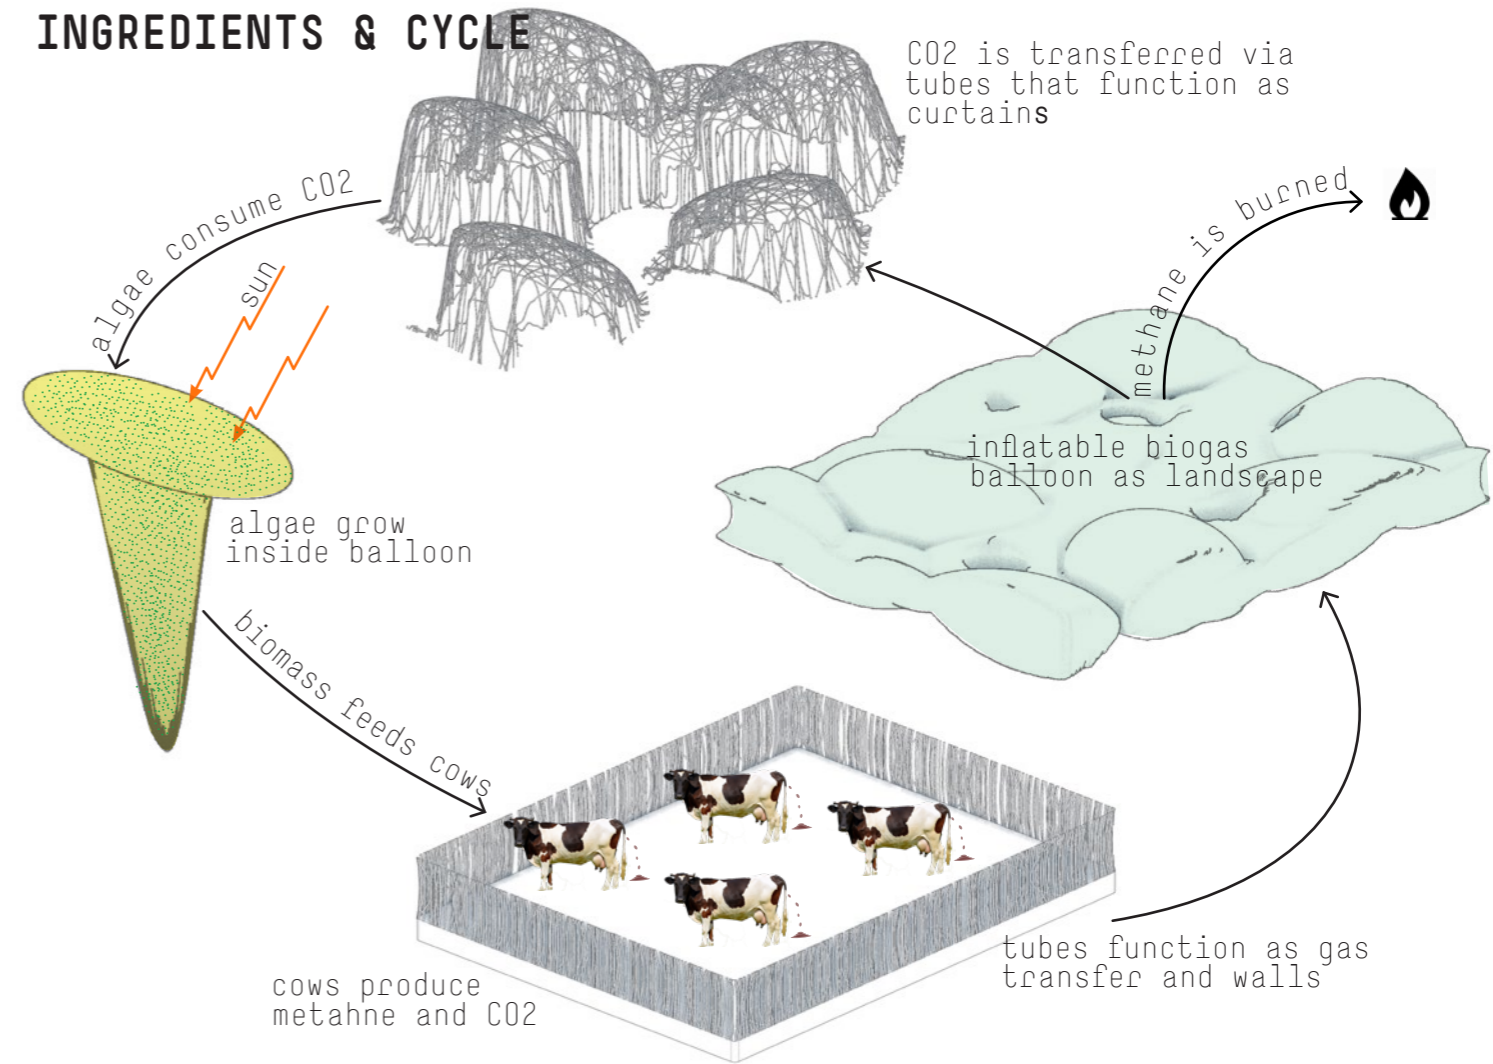 INGREDIENTS & CYCLE
CO2 is transferred via
tubes that function as
curtains
algae consume CO2
sun
methane is burned
inflatable biogas
balloon as landscape
algae grow
inside balloon
biomass feeds cows
tubes function as gas
transfer and walls
cows produce
metahne and CO2